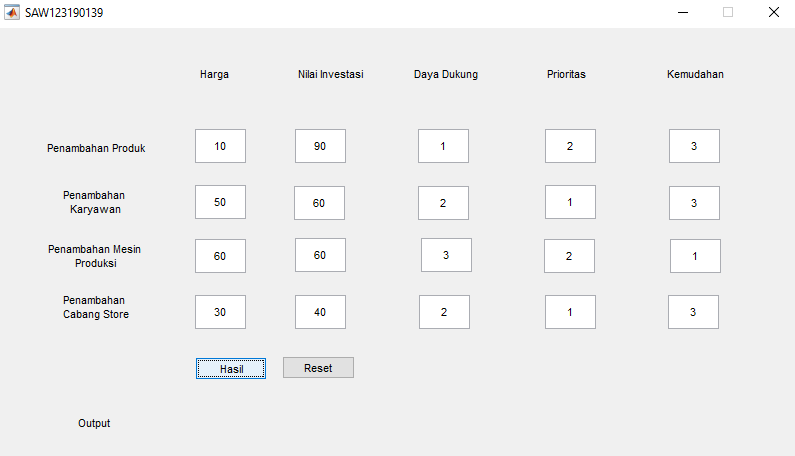 SAW123190139
Harga Nilai Investasi Daya Dukung Prioritas Kemudahan
Penambahan Produk 10 90 1 2 3
Penambahan
Karyawan 50 60 2 1 3
Penambahan Mesin
Produksi 60 60 3 2 1
Penambahan
Cabang Store 30 40 2 1 3
Hasil Reset
Output